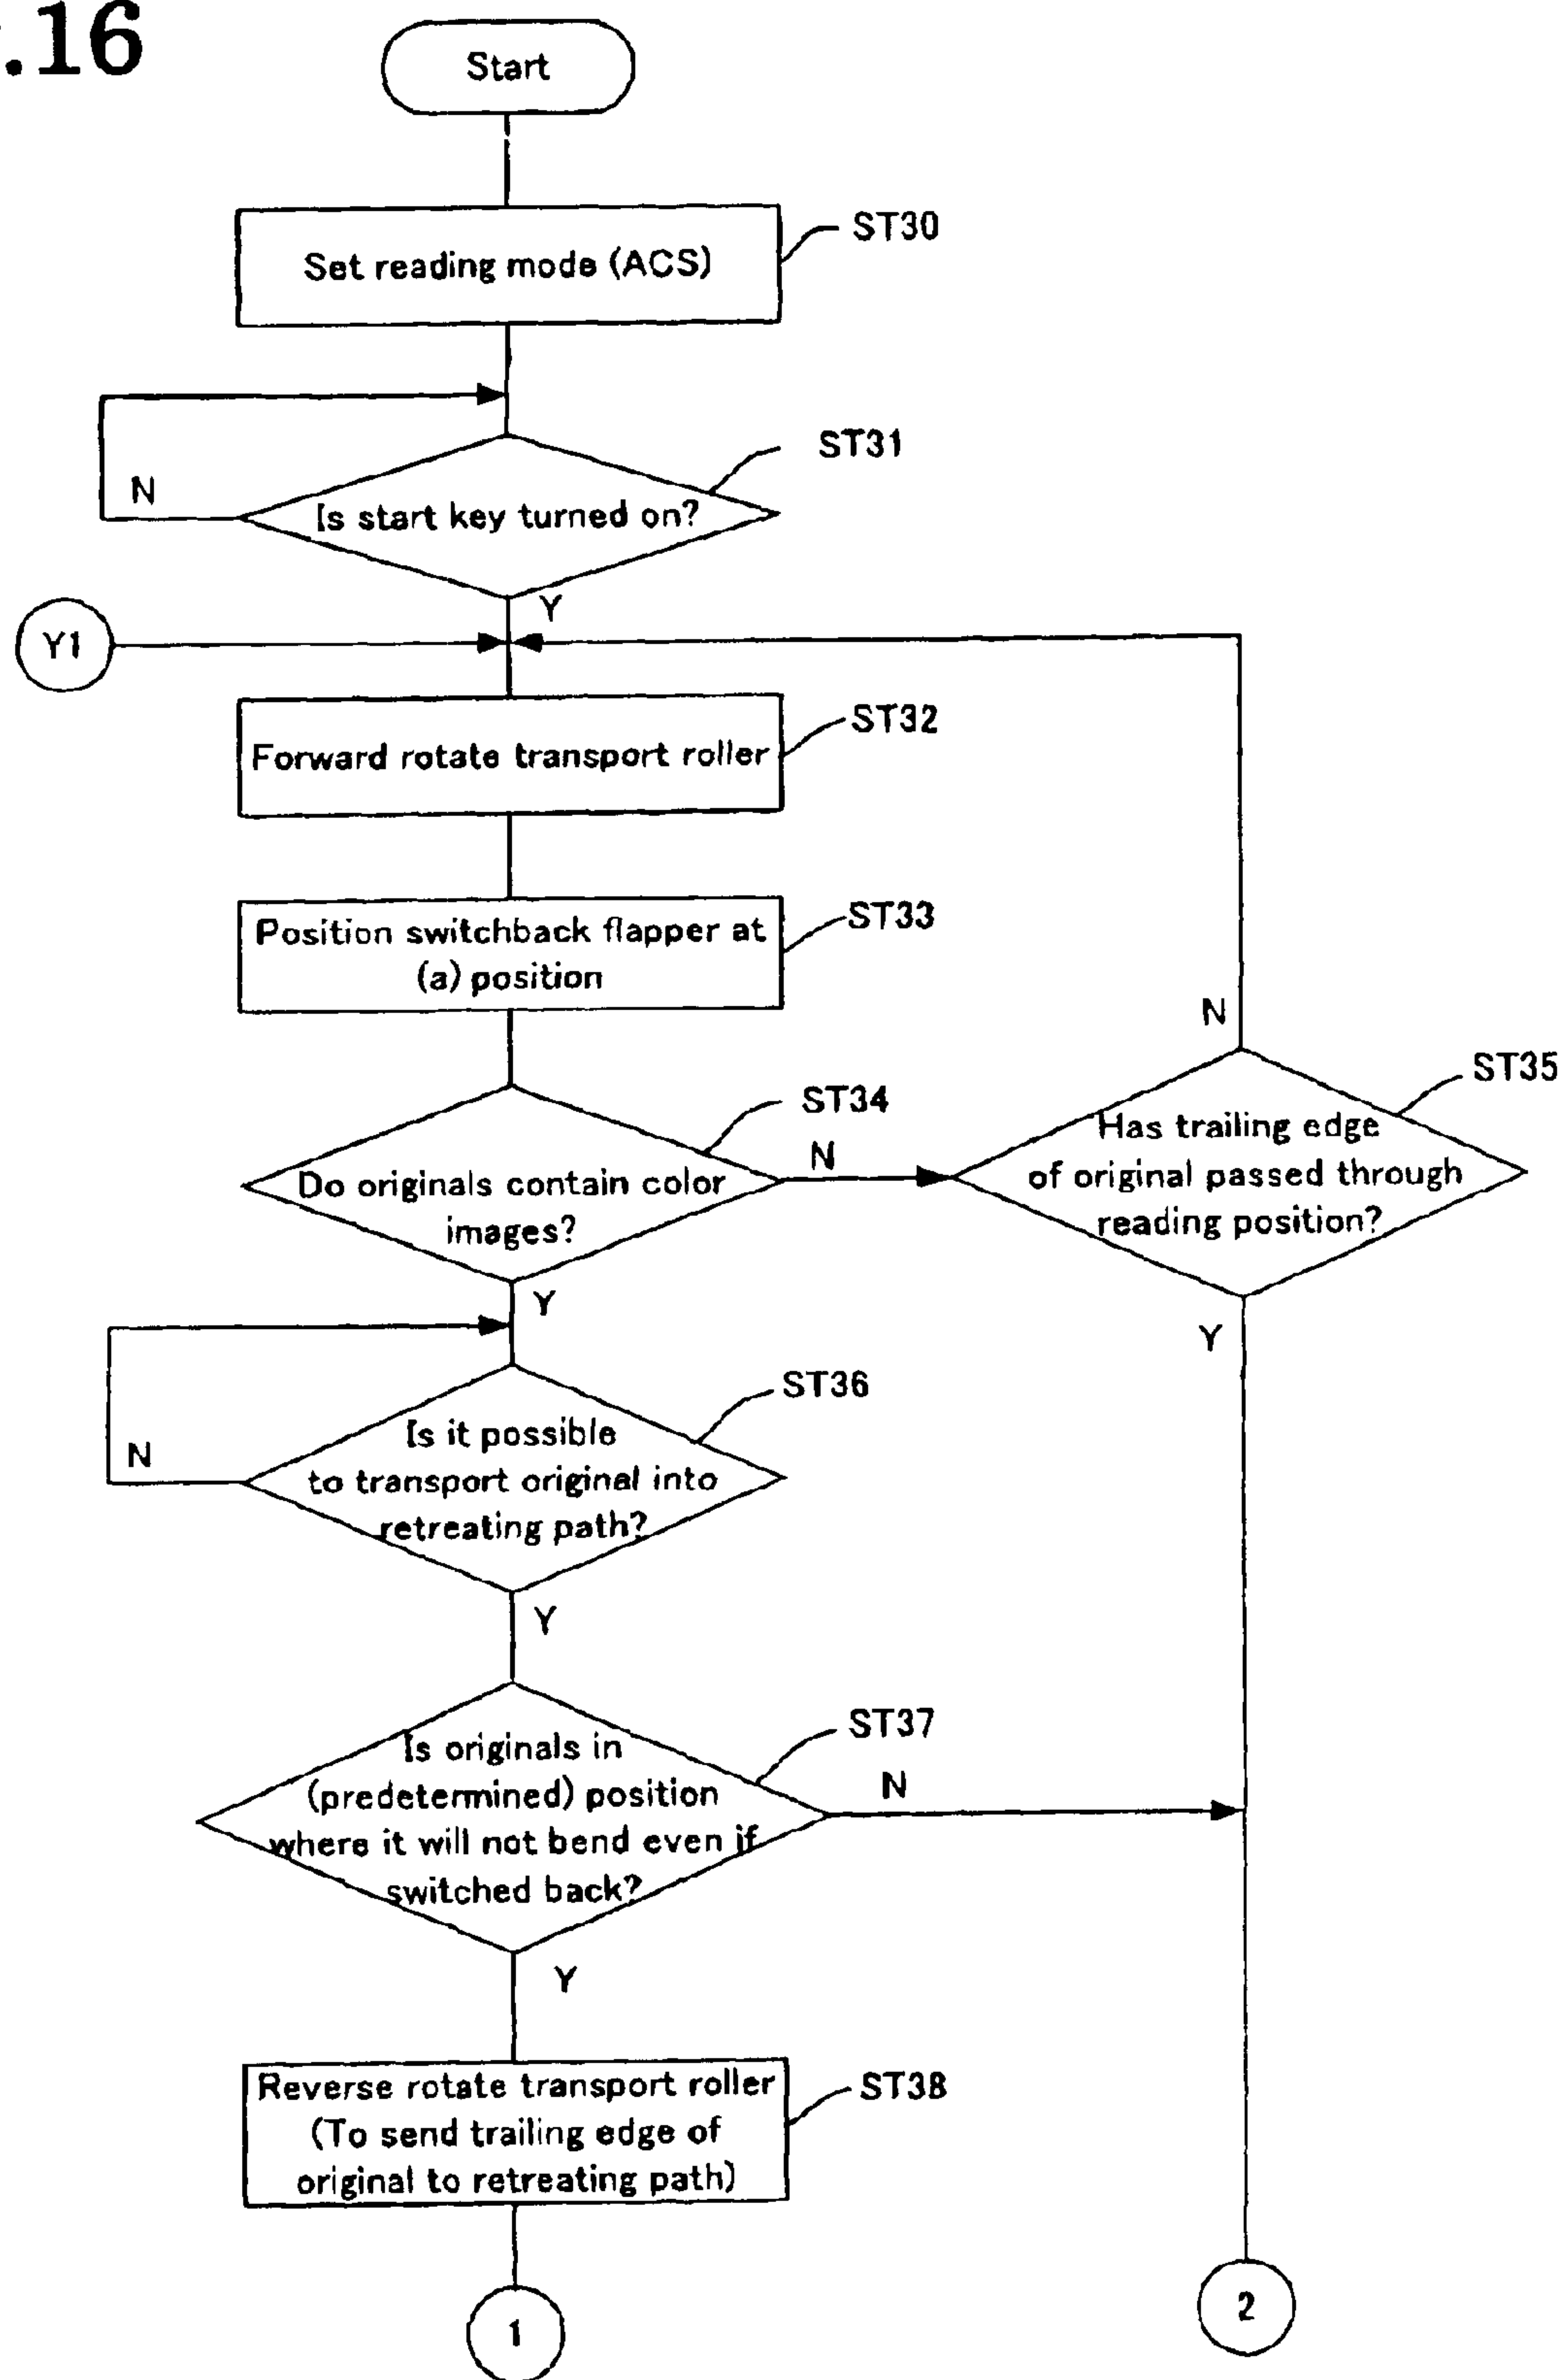 .16
Start
Set reading mode (ACS)
ST30
ST31
N
Is start key turned on?
Y
Y1
ST32
Forward rotate transport roller
ST33
Position switchback flapper at
(a) position
N
ST35
ST34
Has trailing edge
of original passed through
reading position?
N
Do originals contain color
images?
Y
Y
ST36
Is it possible
to transport original into
retreating path?
N
Y
ST37
Is originals in
(predetermined) position
where it will not bend even if
switched back?
N
Y
Reverse rotate transport roller
(To send trailing edge of
original to retreating path)
ST38
1
2